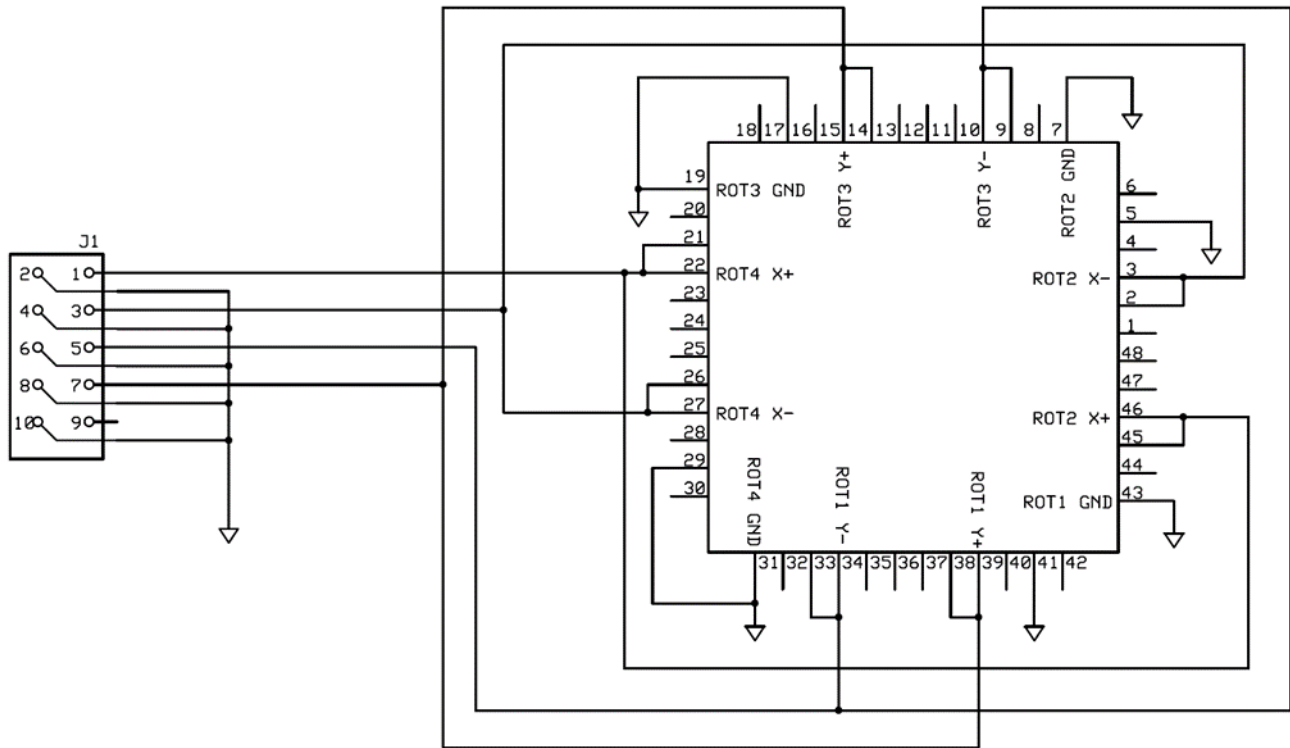 J1
2 1
4 3
6 5
8 7
10 9
18 17 16 15 14 13 12 11 10 9 8 7
ROT3 Y+
ROT3 Y-
ROT2 GND
19
ROT3 GND
20
21
22
ROT4 X+
23
24
25
26
27
ROT4 X-
28
29
30
6
5
4
3
ROT2 X-
2
1
48
47
46
ROT2 X+
45
44
43
ROT1 GND
ROT4 GND
ROT1 Y-
ROT1 Y+
31 32 33 34 35 36 37 38 39 40 41 42